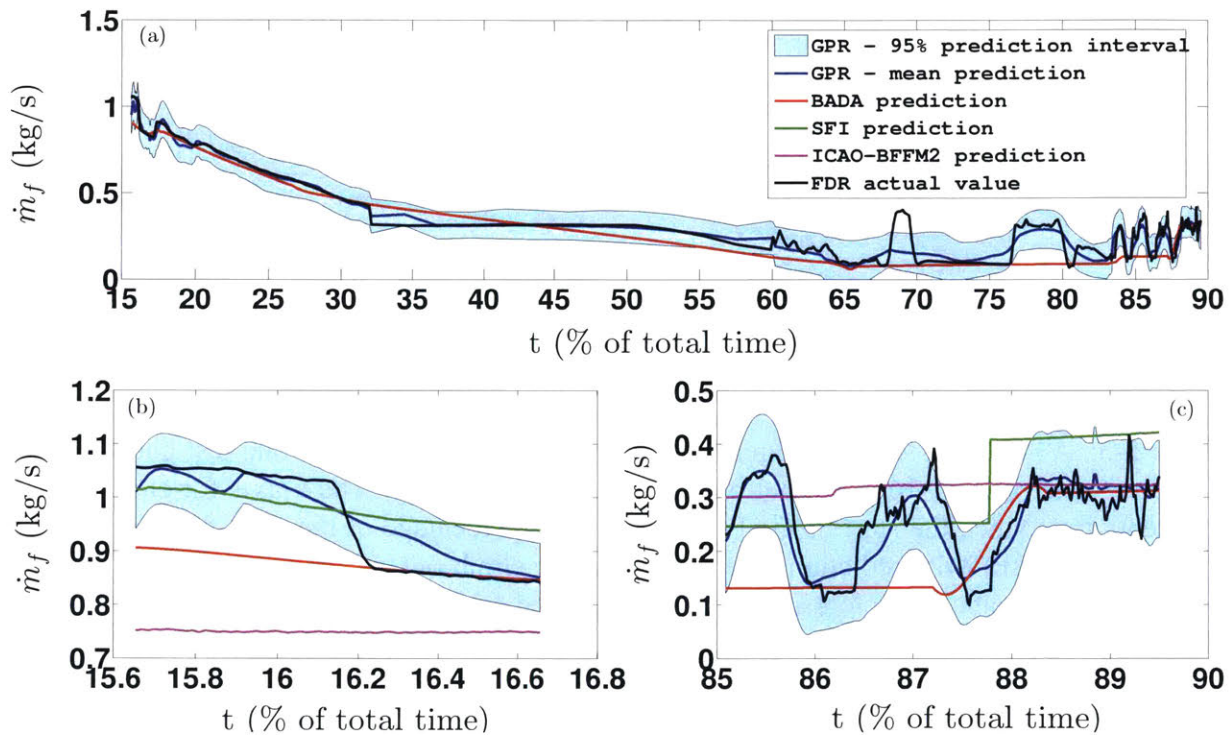 (a)
1.5
1
0.5
0
ṁ_f (kg/s)
GPR - 95% prediction interval
GPR - mean prediction
BADA prediction
SFI prediction
ICAO-BFFM2 prediction
FDR actual value
15 20 25 30 35 40 45 50 55 60 65 70 75 80 85 90
t (% of total time)
(b)
1.2
1.1
1
0.9
0.8
0.7
ṁ_f (kg/s)
15.6 15.8 16 16.2 16.4 16.6 16.8
t (% of total time)
(c)
0.5
0.4
0.3
0.2
0.1
0
ṁ_f (kg/s)
85 86 87 88 89 90
t (% of total time)